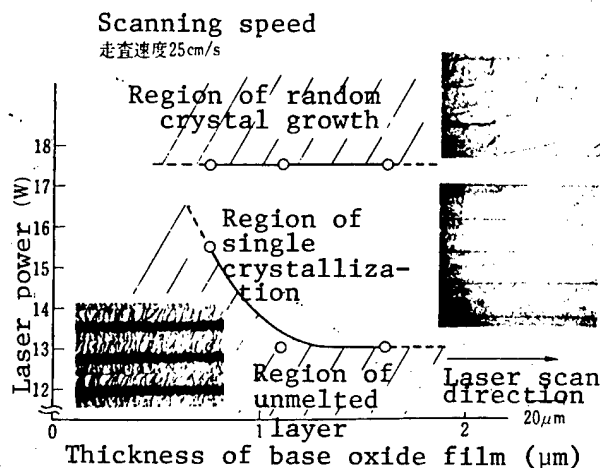 Scanning speed
走査速度25cm/s
Region of random
crystal growth
18
17
16
15
14
13
12
Laser power (W)
Region of
single
crystalliza-
tion
Region of
unmelted
layer
Laser scan
direction
20μm
0
1
2
Thickness of base oxide film (μm)